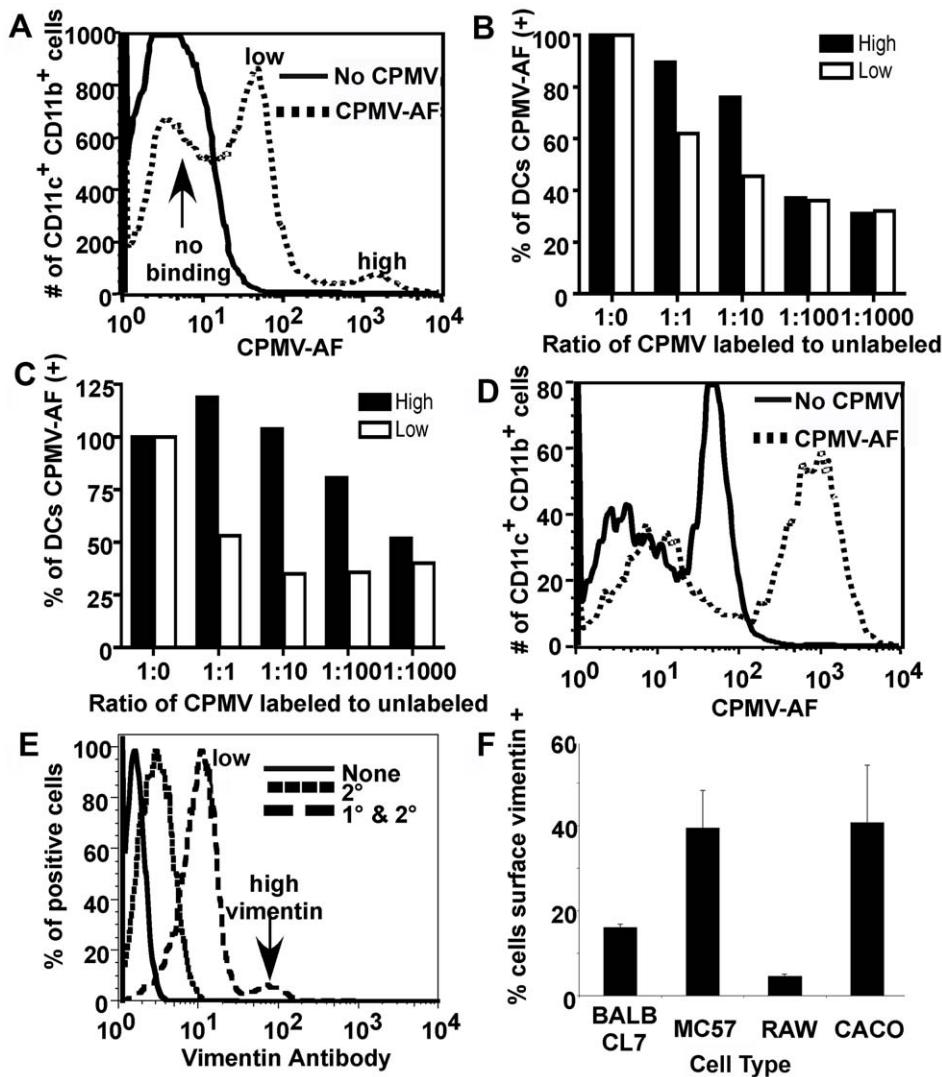 A
# of CD11c+ CD11b+ cells
1000
800
600
400
200
0
low
No CPMV
CPMV-AF
no
binding
high
10^0 10^1 10^2 10^3 10^4
CPMV-AF
B
% of DCs CPMV-AF (+)
100
80
60
40
20
0
High
Low
1:0 1:1 1:10 1:100 1:1000
Ratio of CPMV labeled to unlabeled
C
% of DCs CPMV-AF (+)
125
100
75
50
25
0
High
Low
1:0 1:1 1:10 1:100 1:1000
Ratio of CPMV labeled to unlabeled
D
# of CD11c+ CD11b+ cells
80
60
40
20
0
No CPMV
CPMV-AF
10^0 10^1 10^2 10^3 10^4
CPMV-AF
E
% of positive cells
100
80
60
40
20
0
low
None
2°
1° & 2°
high
vimentin
10^0 10^1 10^2 10^3 10^4
Vimentin Antibody
F
% cells surface vimentin +
60
40
20
0
BALB
CL7
MC57 RAW CACO
Cell Type